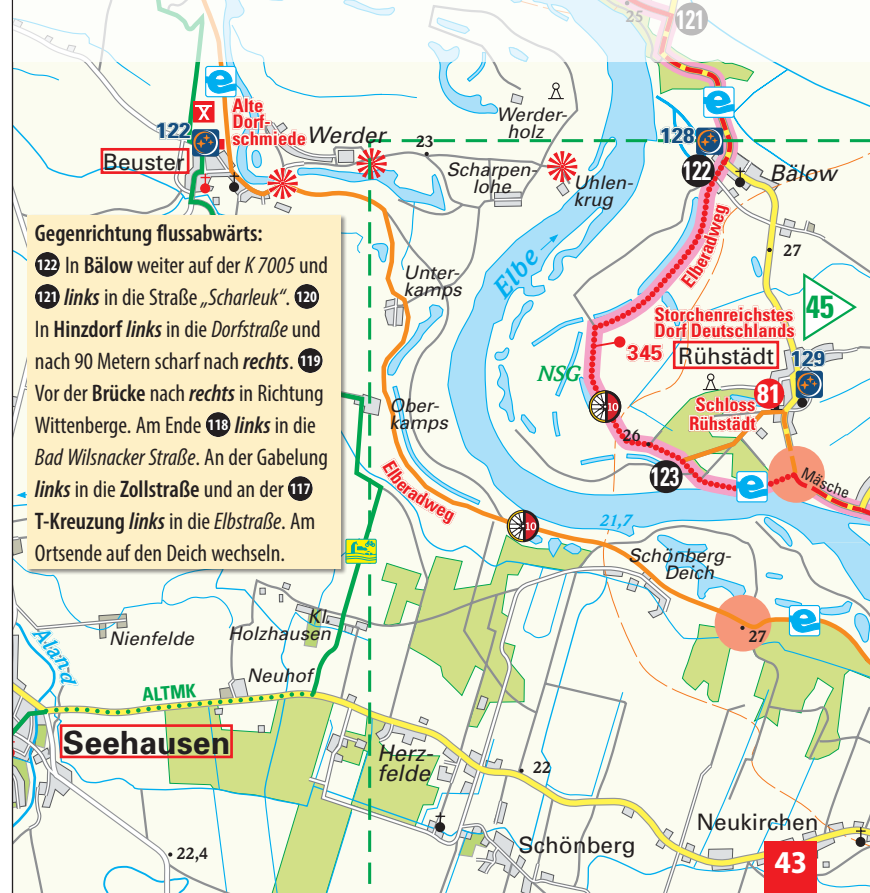 25
121
122
Alte
Dorf-
schmiede
Werder
23
Werder-
holz
128
Beuster
Scharpen-
lohe
Uhlen-
krug
122
Bälow
Elberadweg
27
Gegenrichtung flussabwärts:
122 In Bälow weiter auf der K 7005 und
121 links in die Straße „Scharleuk“. 120
In Hinzdorf links in die Dorfstraße und
nach 90 Metern scharf nach rechts. 119
Vor der Brücke nach rechts in Richtung
Wittenberge. Am Ende 118 links in die
Bad Wilsnacker Straße. An der Gabelung
links in die Zollstraße und an der 117
T-Kreuzung links in die Elbstraße. Am
Ortsende auf den Deich wechseln.
Unter-
kamps
Elbe
45
Storchenreichstes
Dorf Deutschlands
345
Rühstädt
129
NSG
81
Schloss
Rühstädt
10
26
123
Mäsche
Ober-
kamps
Elberadweg
10
21,7
Schönberg-
Deich
27
Kl.
Holzhausen
Nienfelde
Aland
Neuhof
ALTMK
Seehausen
Herz-
felde
22
22,4
Schönberg
Neukirchen
43